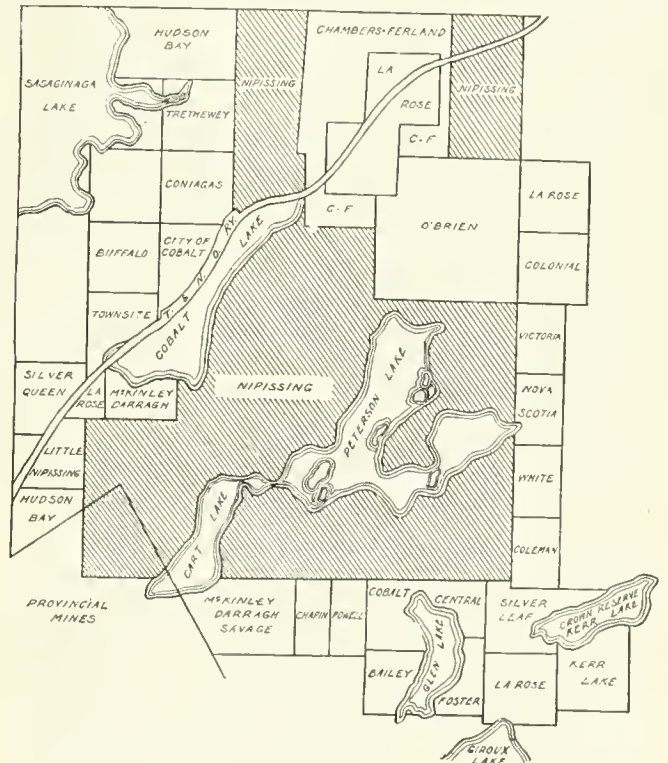 HUDSON
BAY
CHAMBERS-FERLAND
SASAGINAGA
LAKE
NIPISSING
LA
ROSE
NIPISSING
TRETHEWEY
C-F
CONIAGAS
C-F
LA ROSE
O'BRIEN
BUFFALO
CITY OF
COBALT
T. & N. O. RY.
COBALT LAKE
COLONIAL
TOWNSITE
VICTORIA
SILVER
QUEEN
LA
ROSE
McKINLEY
DARRAGH
NIPISSING
PETERSON LAKE
NOVA
SCOTIA
LITTLE
NIPISSING
WHITE
HUDSON
BAY
CART LAKE
COLEMAN
PROVINCIAL
MINES
McKINLEY
DARRAGH
SAVAGE
CHAPIN
POWELL
COBALT
CENTRAL
SILVER
LEAF
CROWN RESERVE
KERR LAKE
BAILEY
GLEN LAKE
FOSTER
LA ROSE
KERR
LAKE
GIROUX
LAKE